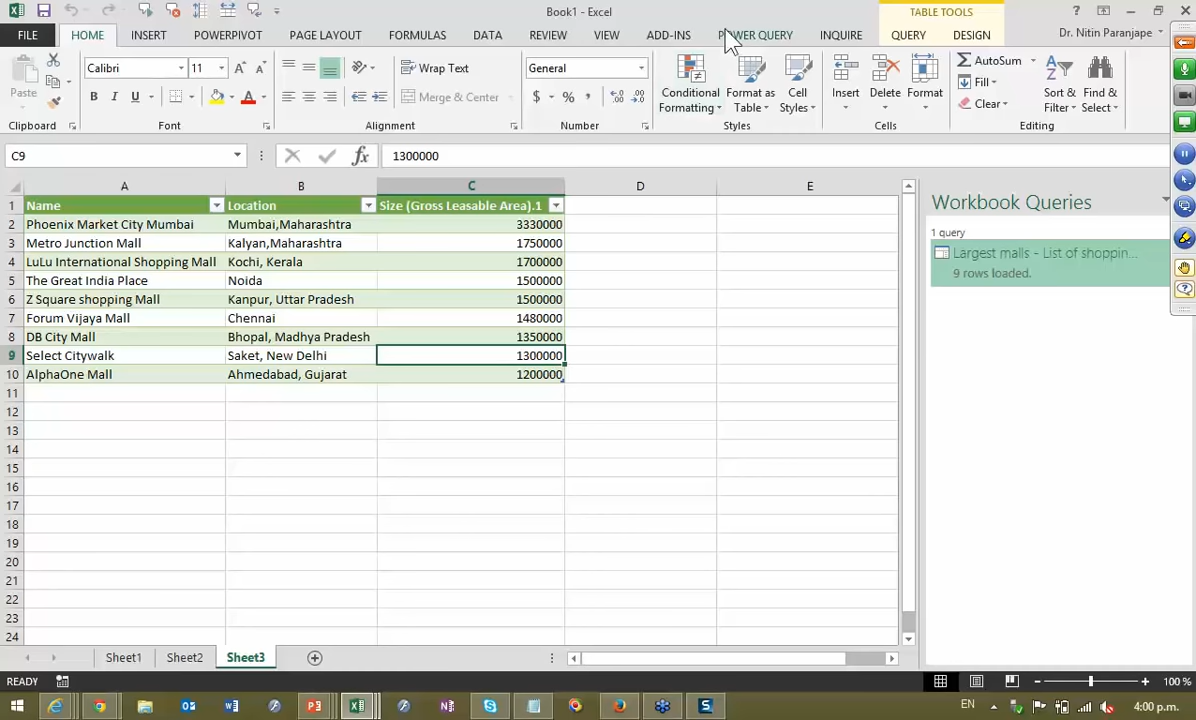 Book1 - Excel
TABLE TOOLS
FILE
HOME
INSERT
POWERPIVOT
PAGE LAYOUT
FORMULAS
DATA
REVIEW
VIEW
ADD-INS
POWER QUERY
INQUIRE
QUERY
DESIGN
Dr. Nitin Paranjape
Paste
Calibri
11
B I U
Wrap Text
Merge & Center
General
$ %
Conditional Formatting
Format as Table
Cell Styles
Insert
Delete
Format
AutoSum
Fill
Clear
Sort & Filter
Find & Select
Clipboard
Font
Alignment
Number
Styles
Cells
Editing
C9
fx
1300000
A B C D E
1 Name Location Size (Gross Leasable Area).1
2 Phoenix Market City Mumbai Mumbai,Maharashtra 3330000
3 Metro Junction Mall Kalyan,Maharashtra 1750000
4 LuLu International Shopping Mall Kochi, Kerala 1700000
5 The Great India Place Noida 1500000
6 Z Square shopping Mall Kanpur, Uttar Pradesh 1500000
7 Forum Vijaya Mall Chennai 1480000
8 DB City Mall Bhopal, Madhya Pradesh 1350000
9 Select Citywalk Saket, New Delhi 1300000
10 AlphaOne Mall Ahmedabad, Gujarat 1200000
11
12
13
14
15
16
17
18
19
20
21
22
23
24
Workbook Queries
1 query
Largest malls - List of shoppin...
9 rows loaded.
Sheet1
Sheet2
Sheet3
READY
100 %
EN
4:00 p.m.